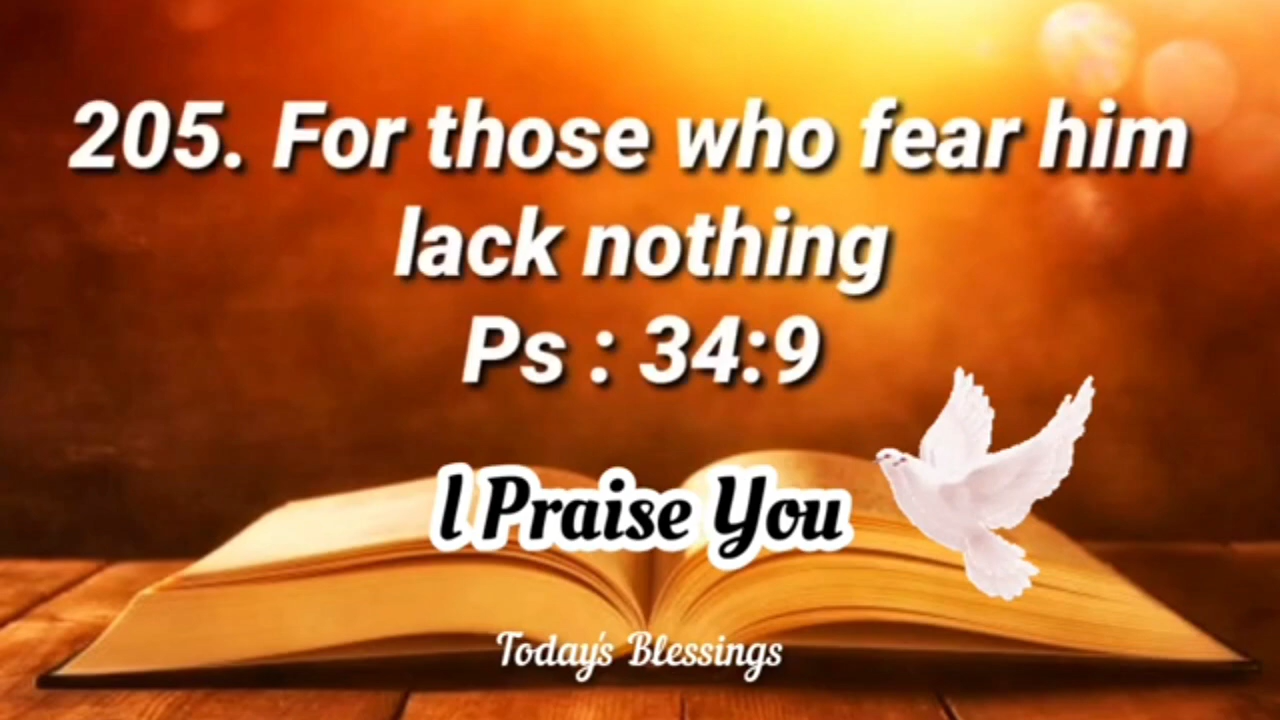 205. For those who fear him
lack nothing
Ps : 34:9
I Praise You
Today's Blessings